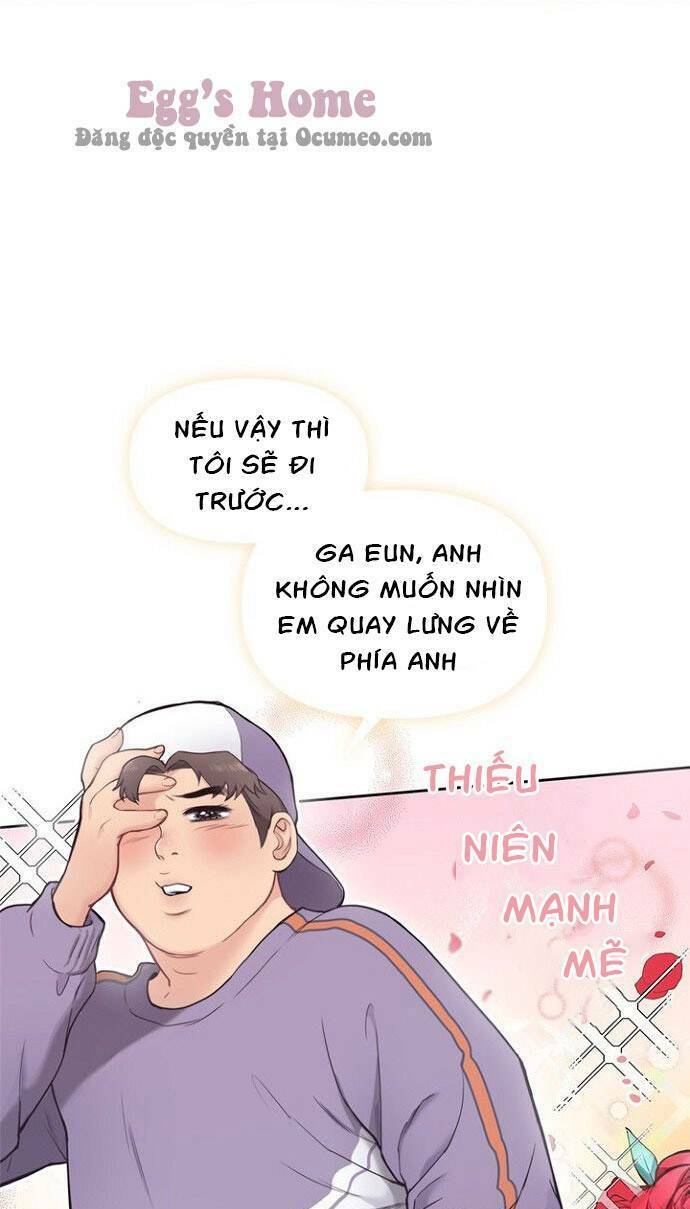 Egg's Home
Đăng độc quyền tại Ocumeo.com
NẾU VẬY THÌ
TÔI SẼ ĐI
TRƯỚC...
GA EUN, ANH
KHÔNG MUỐN NHÌN
EM QUAY LƯNG VỀ
PHÍA ANH
THIẾU
NIÊN
MẠNH
MẼ